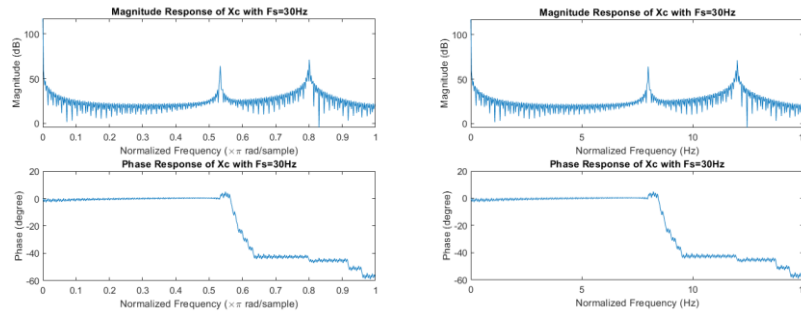 Magnitude Response of Xc with Fs=30Hz
Magnitude (dB)
100
50
0
0 0.1 0.2 0.3 0.4 0.5 0.6 0.7 0.8 0.9 1
Normalized Frequency (×π rad/sample)
Phase Response of Xc with Fs=30Hz
Phase (degree)
20
0
-20
-40
-60
0 0.1 0.2 0.3 0.4 0.5 0.6 0.7 0.8 0.9 1
Normalized Frequency (×π rad/sample)
Magnitude Response of Xc with Fs=30Hz
Magnitude (dB)
100
50
0
0 5 10 15
Normalized Frequency (Hz)
Phase Response of Xc with Fs=30Hz
Phase (degree)
20
0
-20
-40
-60
0 5 10 15
Normalized Frequency (Hz)